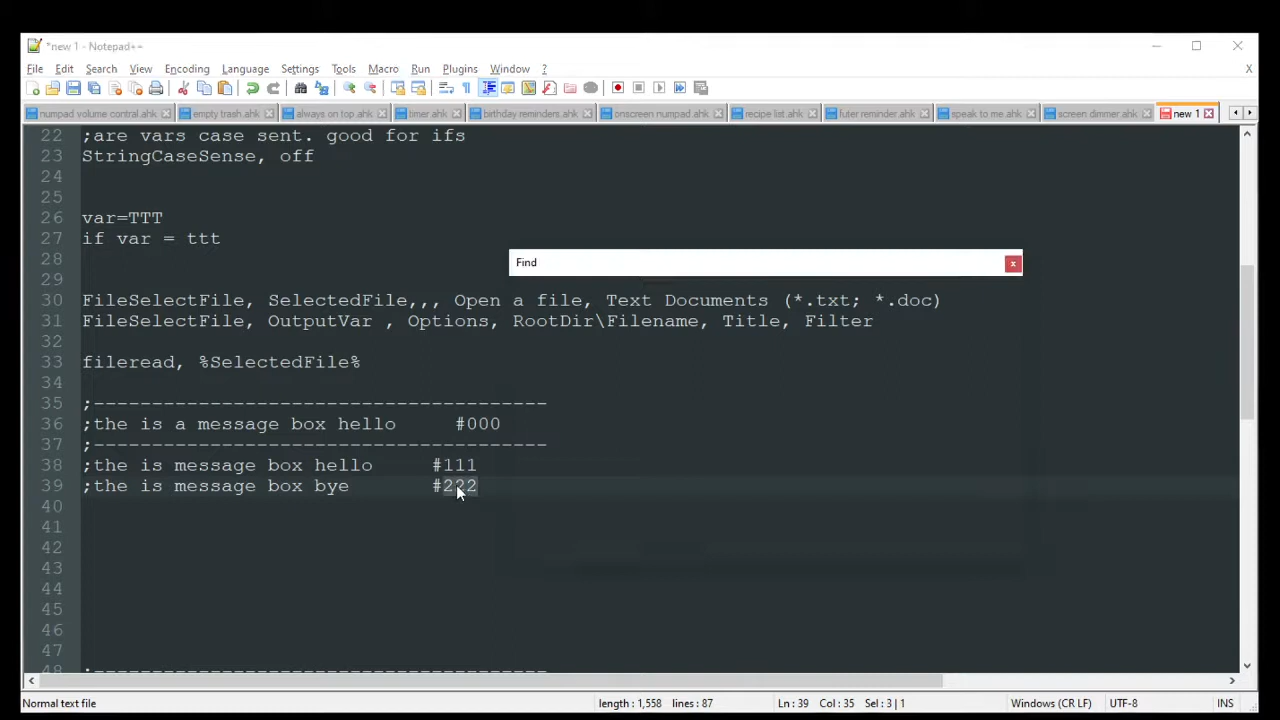 *new 1 - Notepad++
File Edit Search View Encoding Language Settings Tools Macro Run Plugins Window ? X
numpad volume cantral.ahk empty trash.ahk always on top.ahk timer.ahk birthday reminders.ahk onscreen numpad.ahk recipe list.ahk futer reminder.ahk speak to me.ahk screen dimmer.ahk new 1
22 ;are vars case sent. good for ifs
23 StringCaseSense, off
24
25
26 var=TTT
27 if var = ttt
28
Find
29
30 FileSelectFile, SelectedFile,,, Open a file, Text Documents (*.txt; *.doc)
31 FileSelectFile, OutputVar , Options, RootDir\Filename, Title, Filter
32
33 fileread, %SelectedFile%
34
35 ;---------------------------------------
36 ;the is a message box hello #000
37 ;---------------------------------------
38 ;the is message box hello #111
39 ;the is message box bye #222
40
41
42
43
44
45
46
47
48 ;---------------------------------------
Normal text file length : 1,558 lines : 87 Ln : 39 Col : 35 Sel : 3 | 1 Windows (CR LF) UTF-8 INS